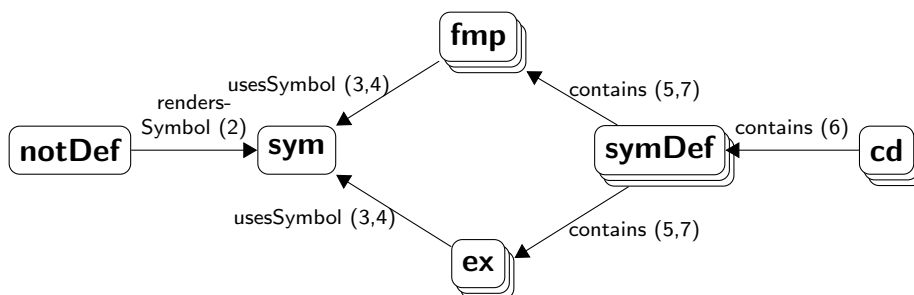 fmp
usesSymbol (3,4)
contains (5,7)
renders-
Symbol (2)
contains (6)
notDef
sym
symDef
cd
usesSymbol (3,4)
contains (5,7)
ex